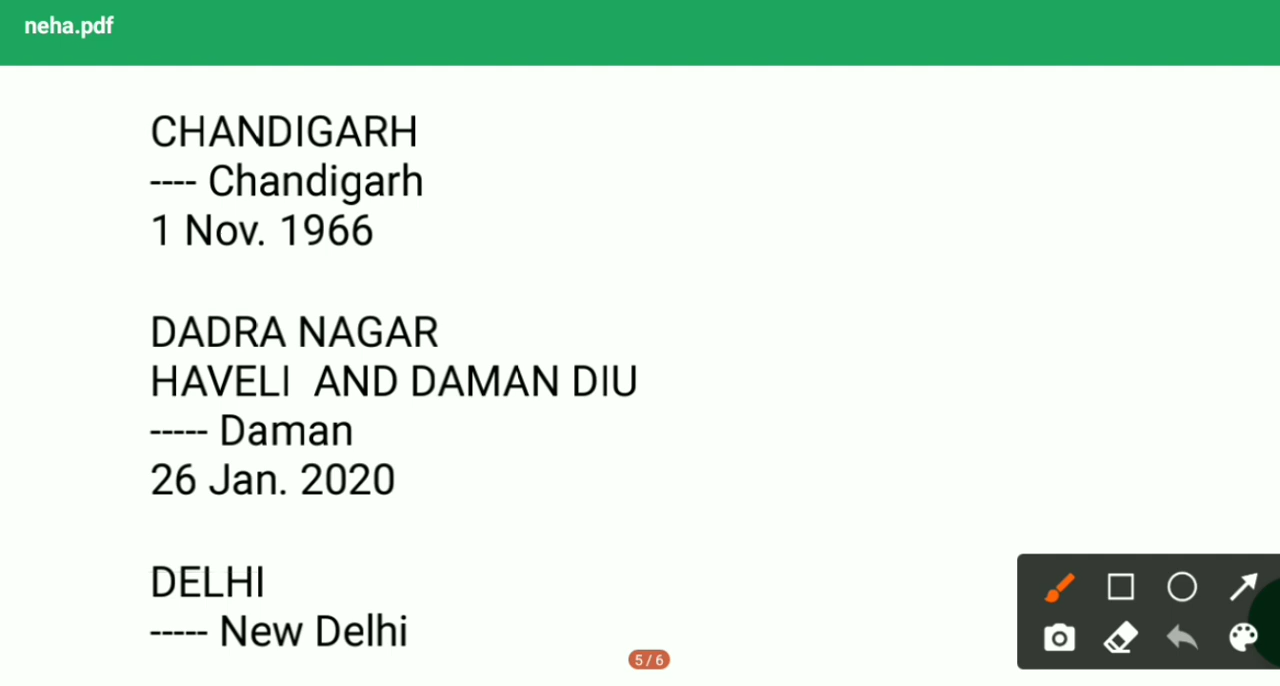 neha.pdf
CHANDIGARH
---- Chandigarh
1 Nov. 1966
DADRA NAGAR
HAVELI  AND DAMAN DIU
----- Daman
26 Jan. 2020
DELHI
----- New Delhi
5 / 6